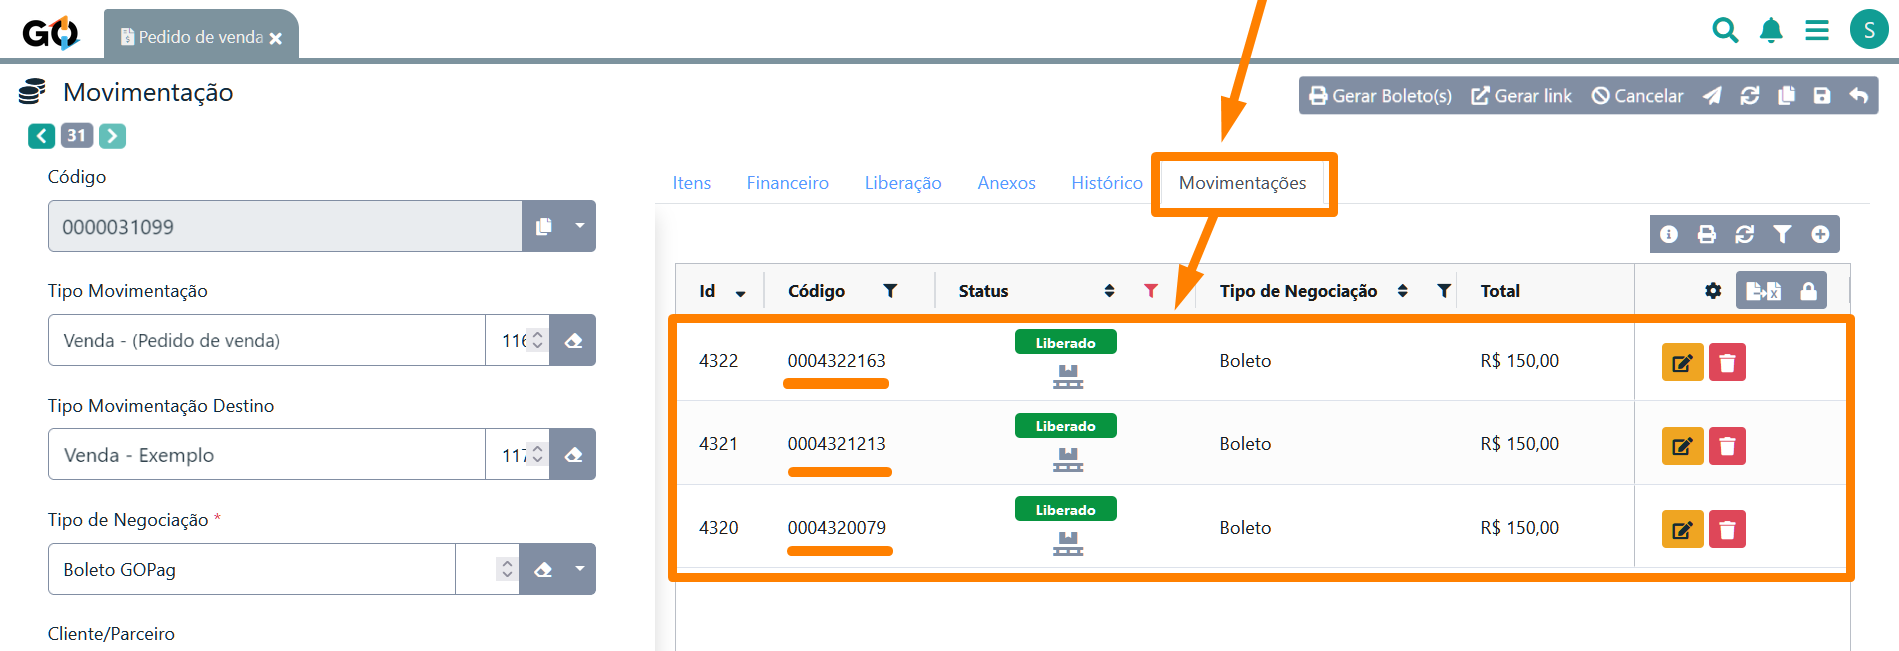 GO
Pedido de venda
S
Movimentação
Gerar Boleto(s) Gerar link Cancelar
31
Código
0000031099
Tipo Movimentação
Venda - (Pedido de venda) 116
Tipo Movimentação Destino
Venda - Exemplo 117
Tipo de Negociação *
Boleto GOPag
Cliente/Parceiro
Itens Financeiro Liberação Anexos Histórico Movimentações
Id Código Status Tipo de Negociação Total
4322 0004322163 Liberado Boleto R$ 150,00
4321 0004321213 Liberado Boleto R$ 150,00
4320 0004320079 Liberado Boleto R$ 150,00